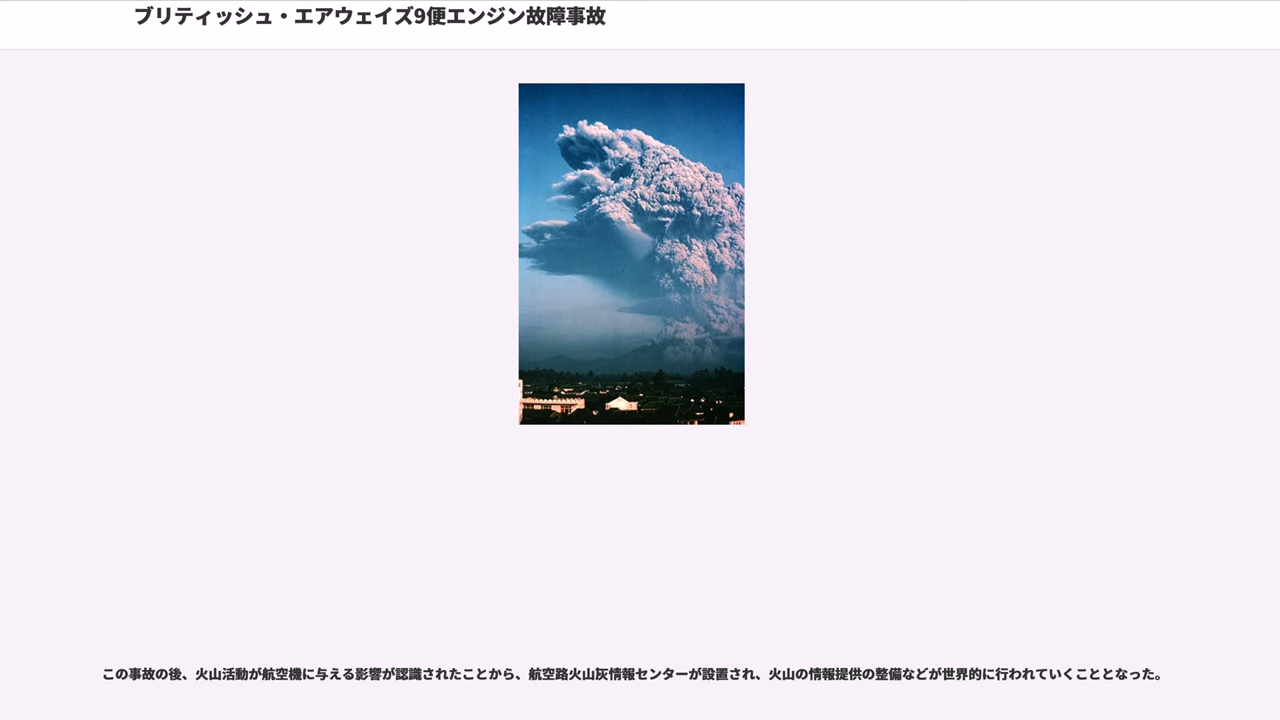 ブリティッシュ・エアウェイズ9便エンジン故障事故
この事故の後、火山活動が航空機に与える影響が認識されたことから、航空路火山灰情報センターが設置され、火山の情報提供の整備などが世界的に行われていくこととなった。